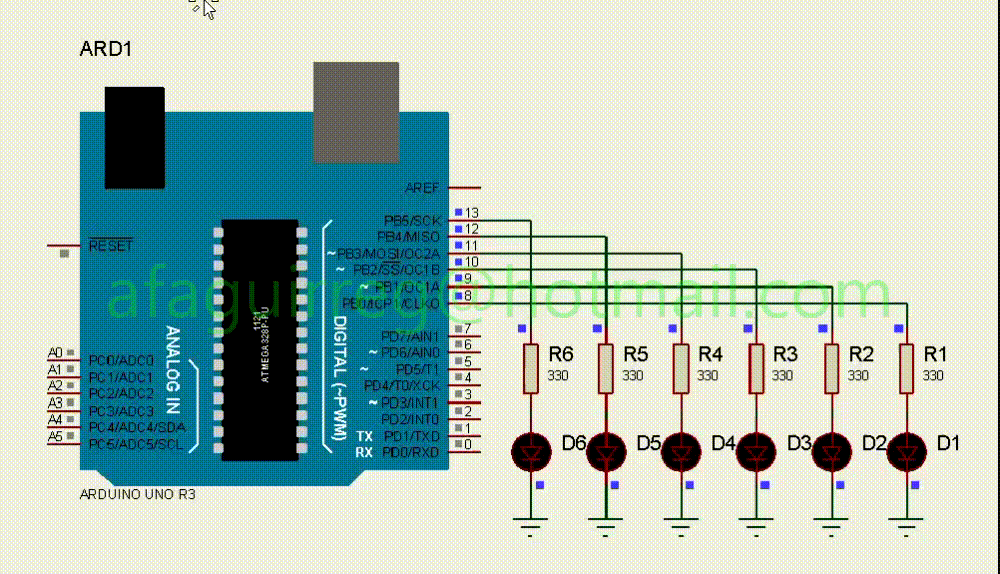 ARD1
AREF
13
PB5/SCK
12
PB4/MISO
11
~PB3/MOSI/OC2A
10
~ PB2/SS/OC1B
9
~ PB1/OC1A
8
PB0/ICP1/CLKO
RESET
afaguirreg@hotmail.com
1121
ATMEGA328P-PU
ANALOG IN
DIGITAL (~PWM)
7
PD7/AIN1
6
~ PD6/AIN0
5
~ PD5/T1
4
PD4/T0/XCK
3
~ PD3/INT1
2
PD2/INT0
1
TX PD1/TXD
0
RX PD0/RXD
A0 PC0/ADC0
A1 PC1/ADC1
A2 PC2/ADC2
A3 PC3/ADC3
A4 PC4/ADC4/SDA
A5 PC5/ADC5/SCL
R6 R5 R4 R3 R2 R1
330 330 330 330 330 330
D6 D5 D4 D3 D2 D1
ARDUINO UNO R3